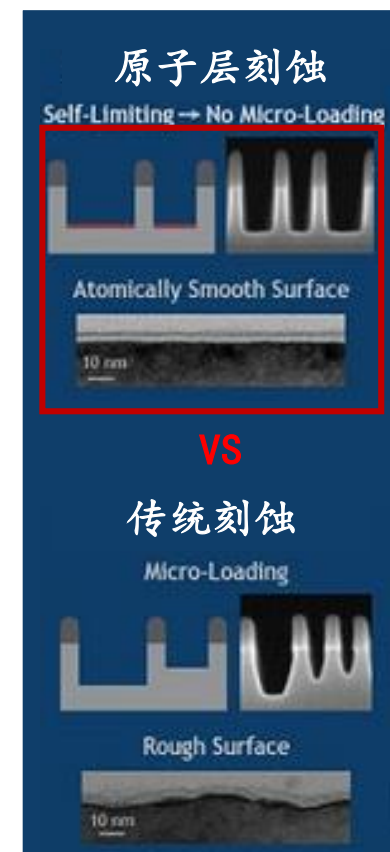 原子层刻蚀
Self-Limiting → No Micro-Loading
Atomically Smooth Surface
10 nm
VS
传统刻蚀
Micro-Loading
Rough Surface
10 nm